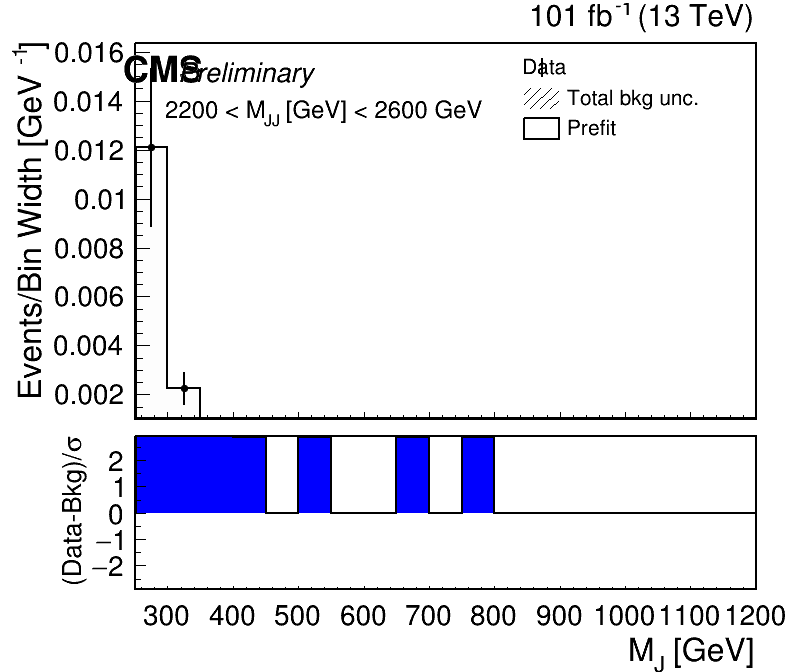 101 fb-1 (13 TeV)
CMS Preliminary
2200 < MJJ [GeV] < 2600 GeV
Data
Total bkg unc.
Prefit
Events/Bin Width [GeV-1]
0.016
0.014
0.012
0.01
0.008
0.006
0.004
0.002
(Data-Bkg)/σ
2
1
0
−1
−2
300 400 500 600 700 800 900 1000 1100 1200
MJ [GeV]